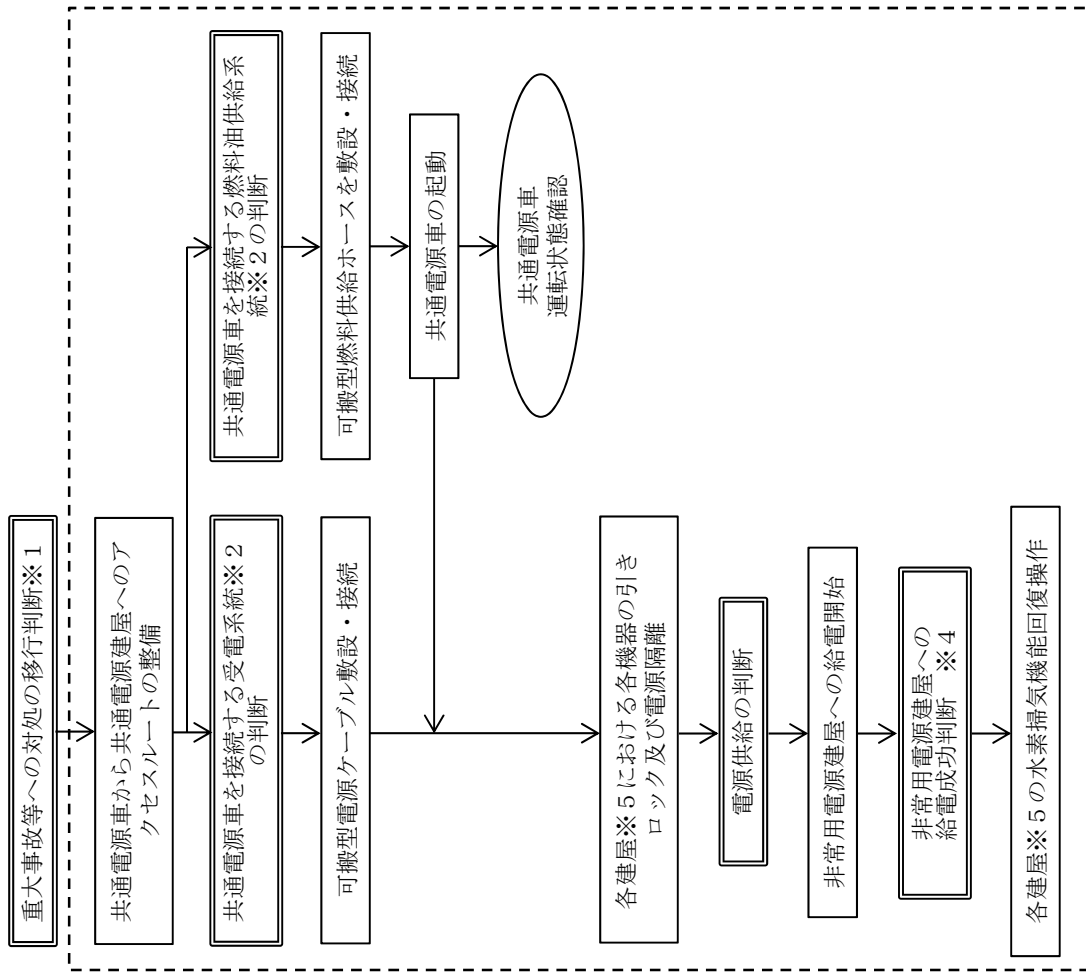 重大事故等への対処の移行判断※1
共通電源車から共通電源建屋へのア
クセスルートの整備
共通電源車を接続する受電系統※2
の判断
可搬型電源ケーブル敷設・接続
共通電源車を接続する燃料油供給系
統※2の判断
可搬型燃料供給ホースを敷設・接続
共通電源車の起動
共通電源車
運転状態確認
各建屋※5における各機器の引き
ロック及び電源隔離
電源供給の判断
非常用電源建屋への給電開始
非常用電源建屋への
給電成功判断 ※4
各建屋※5の水素掃気機能回復操作